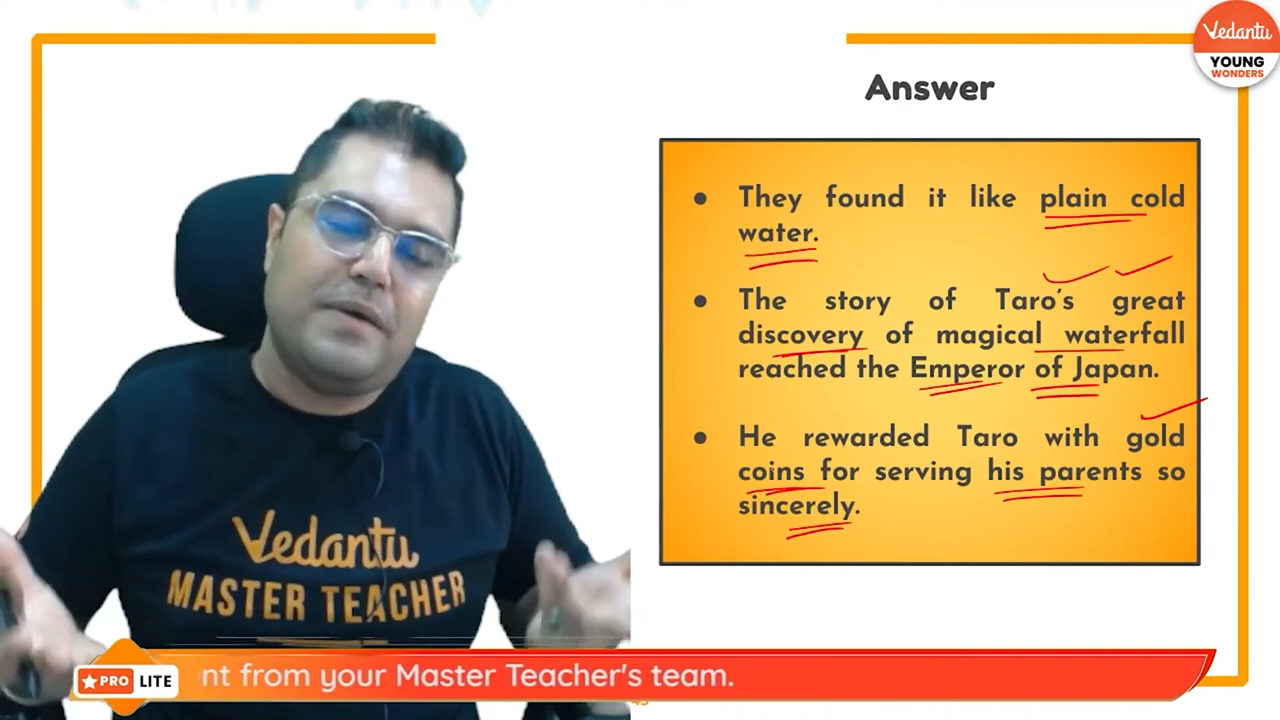 Vedantu
YOUNG
WONDERS
Answer
● They found it like plain cold
water.
● The story of Taro's great
discovery of magical waterfall
reached the Emperor of Japan.
● He rewarded Taro with gold
coins for serving his parents so
sincerely.
Vedantu
MASTER TEACHER
PRO LITE
nt from your Master Teacher's team.